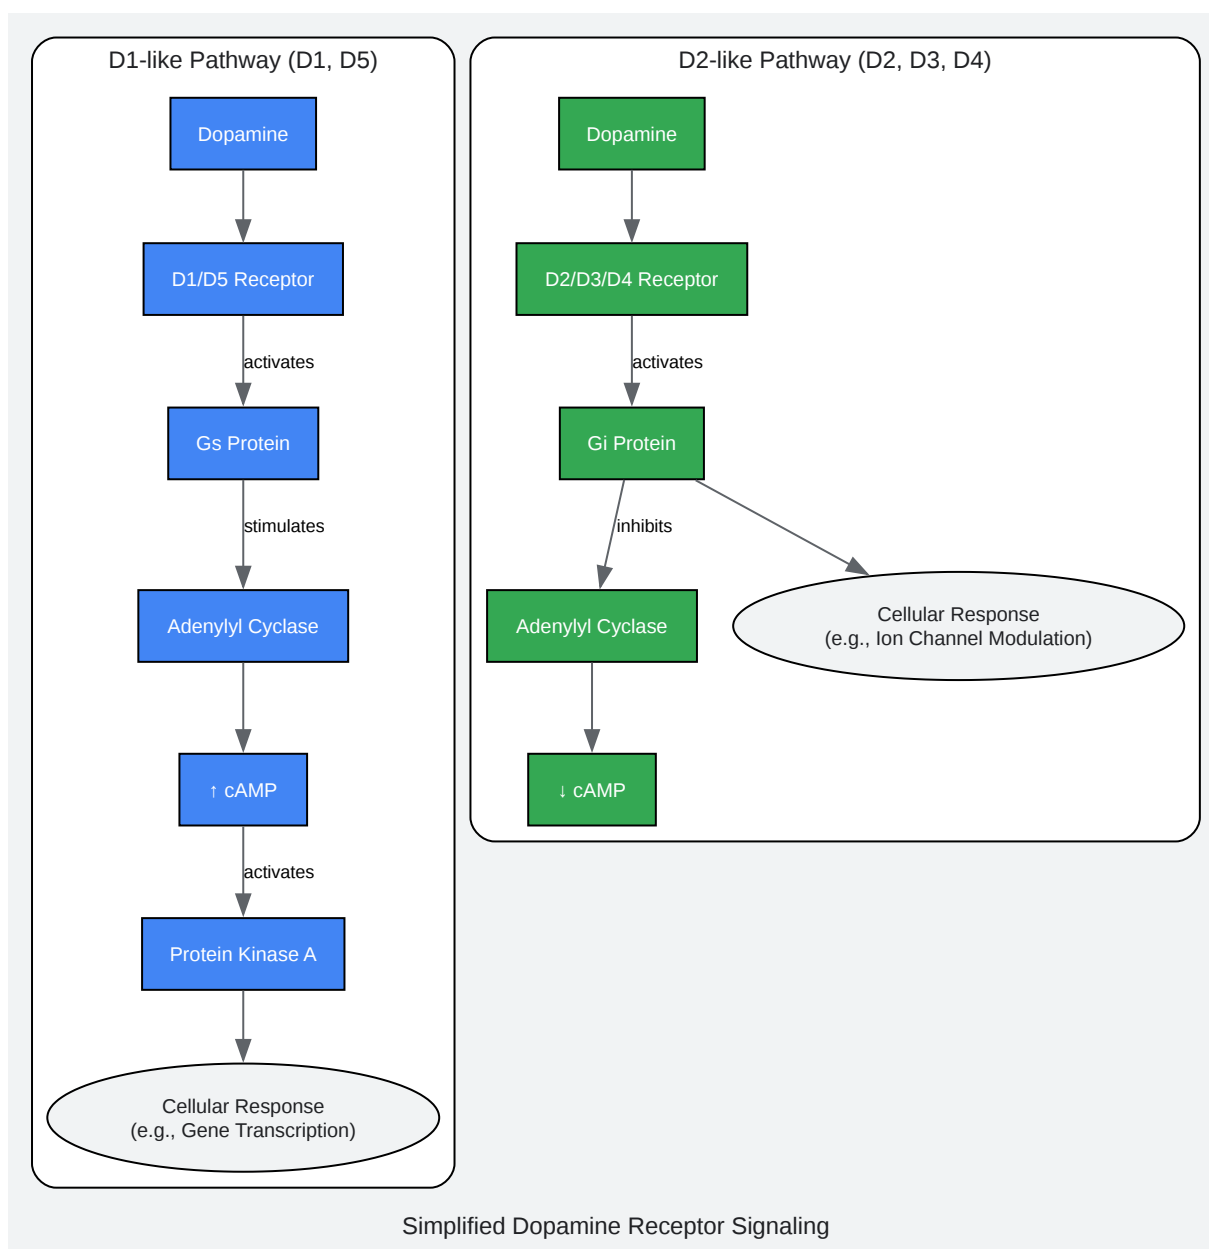 D1-like Pathway (D1, D5)
Dopamine
D1/D5 Receptor
activates
Gs Protein
stimulates
Adenylyl Cyclase
↑ cAMP
activates
Protein Kinase A
Cellular Response
(e.g., Gene Transcription)
D2-like Pathway (D2, D3, D4)
Dopamine
D2/D3/D4 Receptor
activates
Gi Protein
inhibits
Adenylyl Cyclase
Cellular Response
(e.g., Ion Channel Modulation)
↓ cAMP
Simplified Dopamine Receptor Signaling